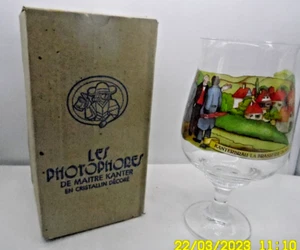 LES
PHOTOPHORES
DE MAITRE KANTER
EN CRISTALLIN DÉCORÉ
22/03/2023 11:10